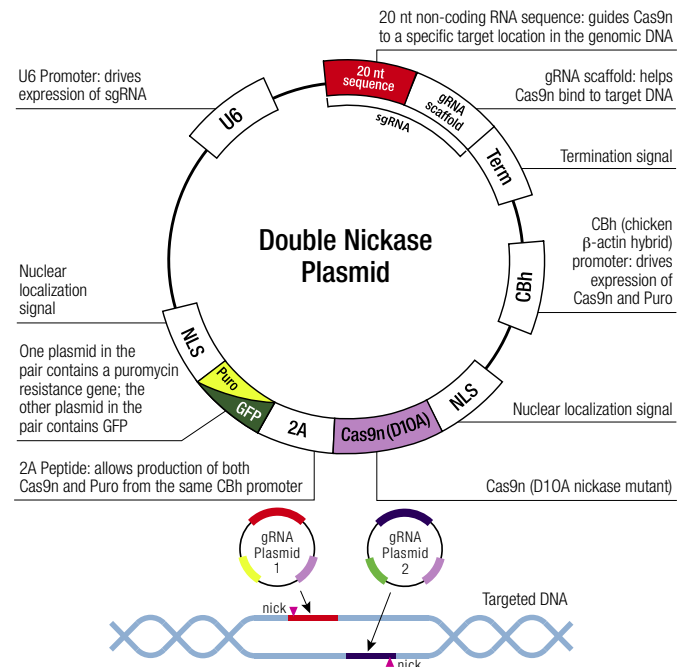 20 nt non-coding RNA sequence: guides Cas9n
to a specific target location in the genomic DNA
U6 Promoter: drives
expression of sgRNA
gRNA scaffold: helps
Cas9n bind to target DNA
20 nt
sequence
gRNA
scaffold
sgRNA
U6
Term
Termination signal
Double Nickase
Plasmid
CBh (chicken
β-actin hybrid)
promoter: drives
expression of
Cas9n and Puro
CBh
Nuclear
localization
signal
NLS
One plasmid in the
pair contains a puromycin
resistance gene; the
other plasmid in the
pair contains GFP
Puro
GFP
2A
Cas9n (D10A)
NLS
Nuclear localization signal
2A Peptide: allows production of both
Cas9n and Puro from the same CBh promoter
Cas9n (D10A nickase mutant)
gRNA
Plasmid
1
gRNA
Plasmid
2
nick
Targeted DNA
nick